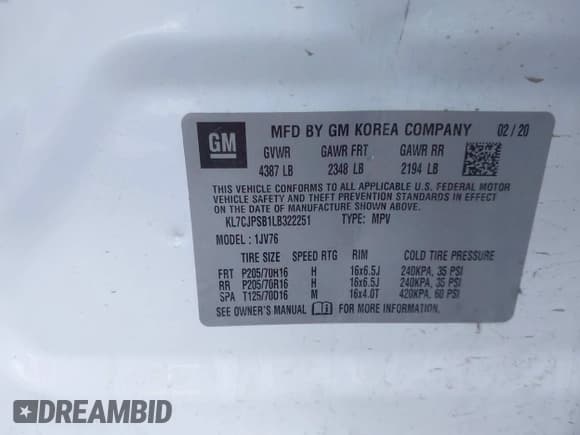 GM
MFD BY GM KOREA COMPANY 02/20
GVWR GAWR FRT GAWR RR
4387 LB 2348 LB 2194 LB
THIS VEHICLE CONFORMS TO ALL APPLICABLE U.S. FEDERAL MOTOR
VEHICLE SAFETY AND THEFT PREVENTION STANDARDS IN
EFFECT ON THE DATE OF MANUFACTURE SHOWN ABOVE.
KL7CJPSB1LB322251 TYPE: MPV
MODEL: 1JV76
TIRE SIZE SPEED RTG RIM COLD TIRE PRESSURE
FRT P205/70R16 H 16x6.5J 240KPA, 35 PSI
RR P205/70R16 H 16x6.5J 240KPA, 35 PSI
SPA T125/70D16 M 16x4.0T 420KPA, 60 PSI
SEE OWNER'S MANUAL FOR MORE INFORMATION.
DREAMBID